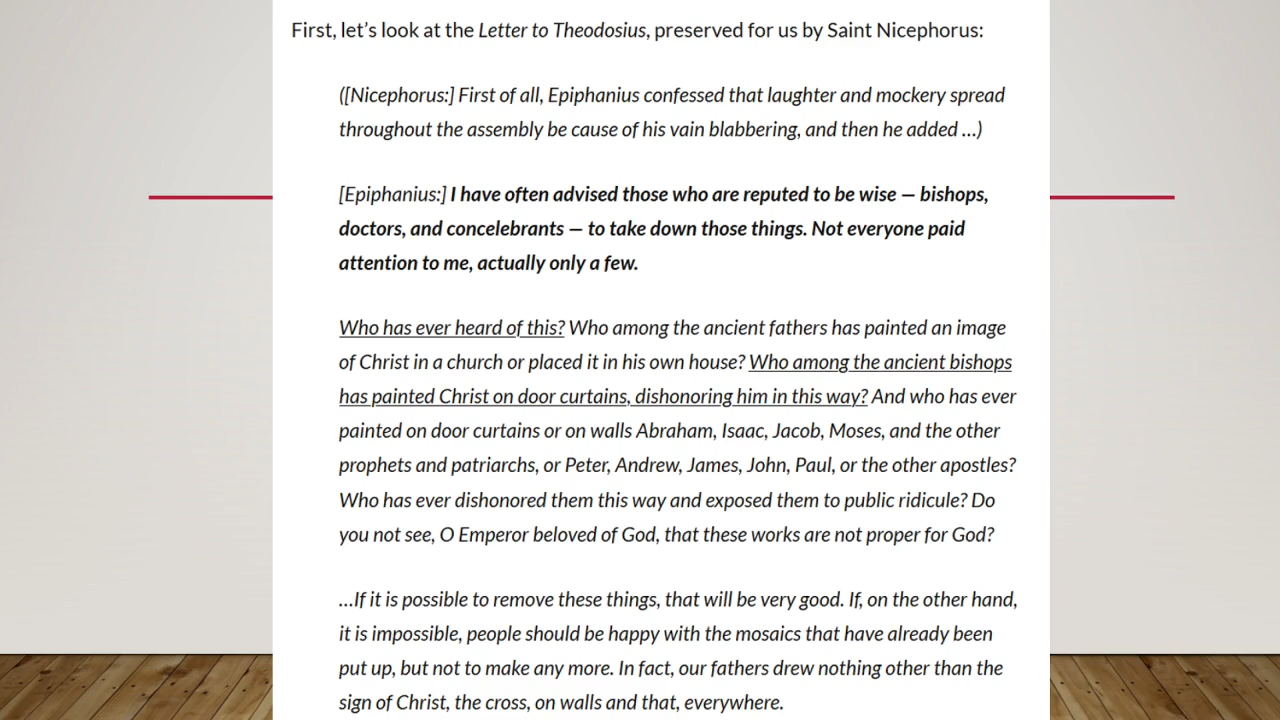 First, let's look at the Letter to Theodosius, preserved for us by Saint Nicephorus:
([Nicephorus:] First of all, Epiphanius confessed that laughter and mockery spread
throughout the assembly be cause of his vain blabbering, and then he added …)
[Epiphanius:] I have often advised those who are reputed to be wise — bishops,
doctors, and concelebrants — to take down those things. Not everyone paid
attention to me, actually only a few.
Who has ever heard of this? Who among the ancient fathers has painted an image
of Christ in a church or placed it in his own house? Who among the ancient bishops
has painted Christ on door curtains, dishonoring him in this way? And who has ever
painted on door curtains or on walls Abraham, Isaac, Jacob, Moses, and the other
prophets and patriarchs, or Peter, Andrew, James, John, Paul, or the other apostles?
Who has ever dishonored them this way and exposed them to public ridicule? Do
you not see, O Emperor beloved of God, that these works are not proper for God?
…If it is possible to remove these things, that will be very good. If, on the other hand,
it is impossible, people should be happy with the mosaics that have already been
put up, but not to make any more. In fact, our fathers drew nothing other than the
sign of Christ, the cross, on walls and that, everywhere.